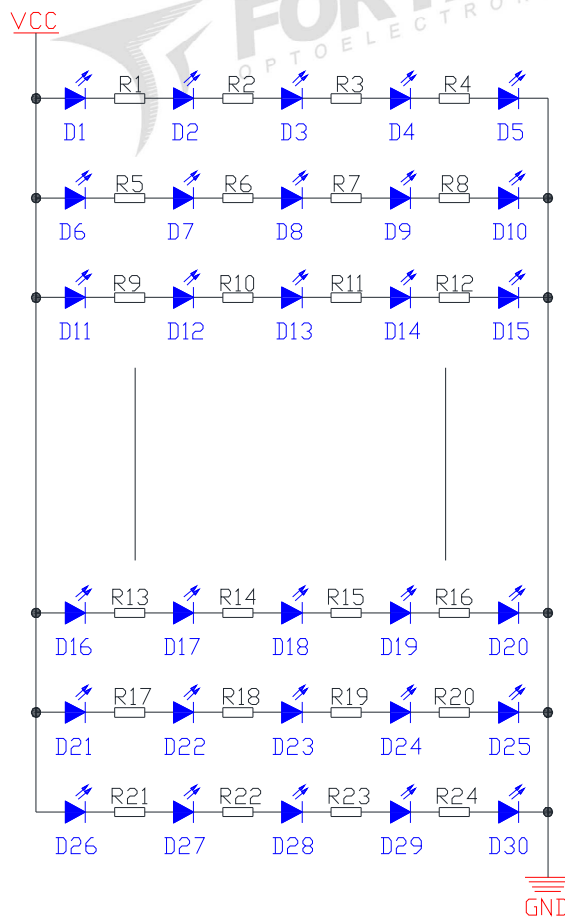 VCC
OPTOELECTRON
R1 R2 R3 R4
D1 D2 D3 D4 D5
R5 R6 R7 R8
D6 D7 D8 D9 D10
R9 R10 R11 R12
D11 D12 D13 D14 D15
R13 R14 R15 R16
D16 D17 D18 D19 D20
R17 R18 R19 R20
D21 D22 D23 D24 D25
R21 R22 R23 R24
D26 D27 D28 D29 D30
GND